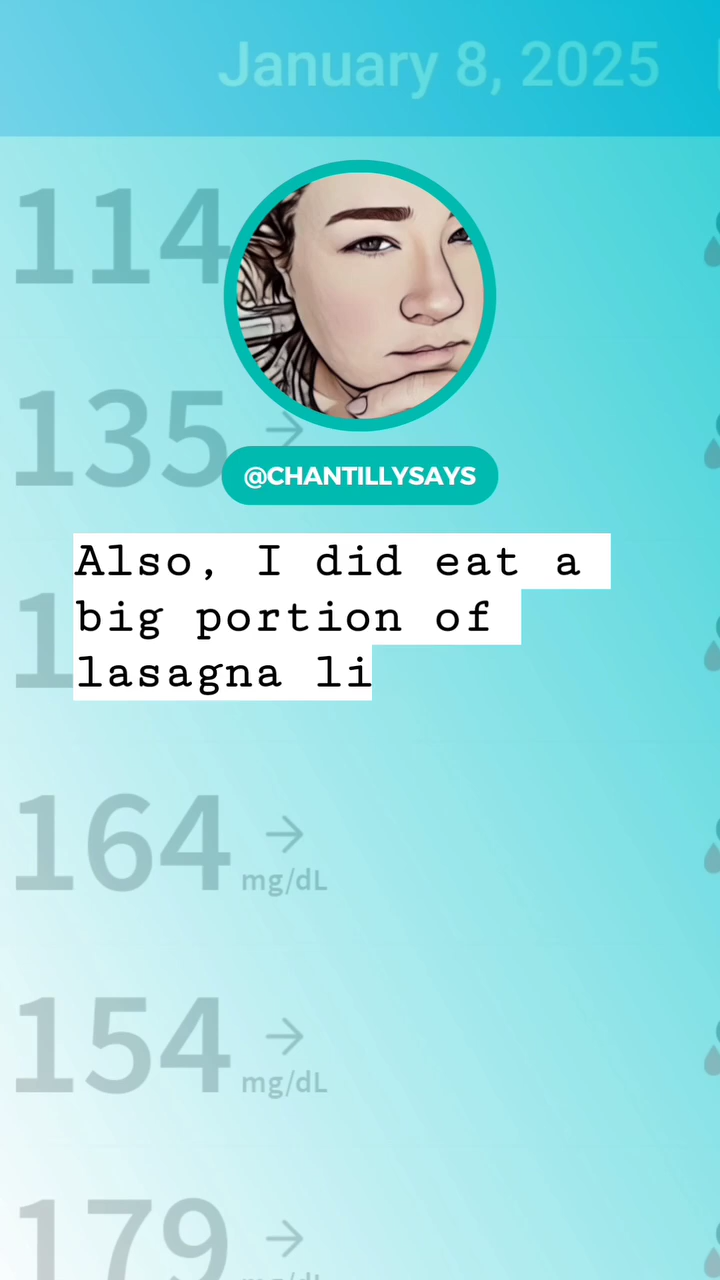 January 8, 2025
114
@CHANTILLYSAYS
135
Also, I did eat a
big portion of
lasagna li
164 mg/dL
154 mg/dL
179